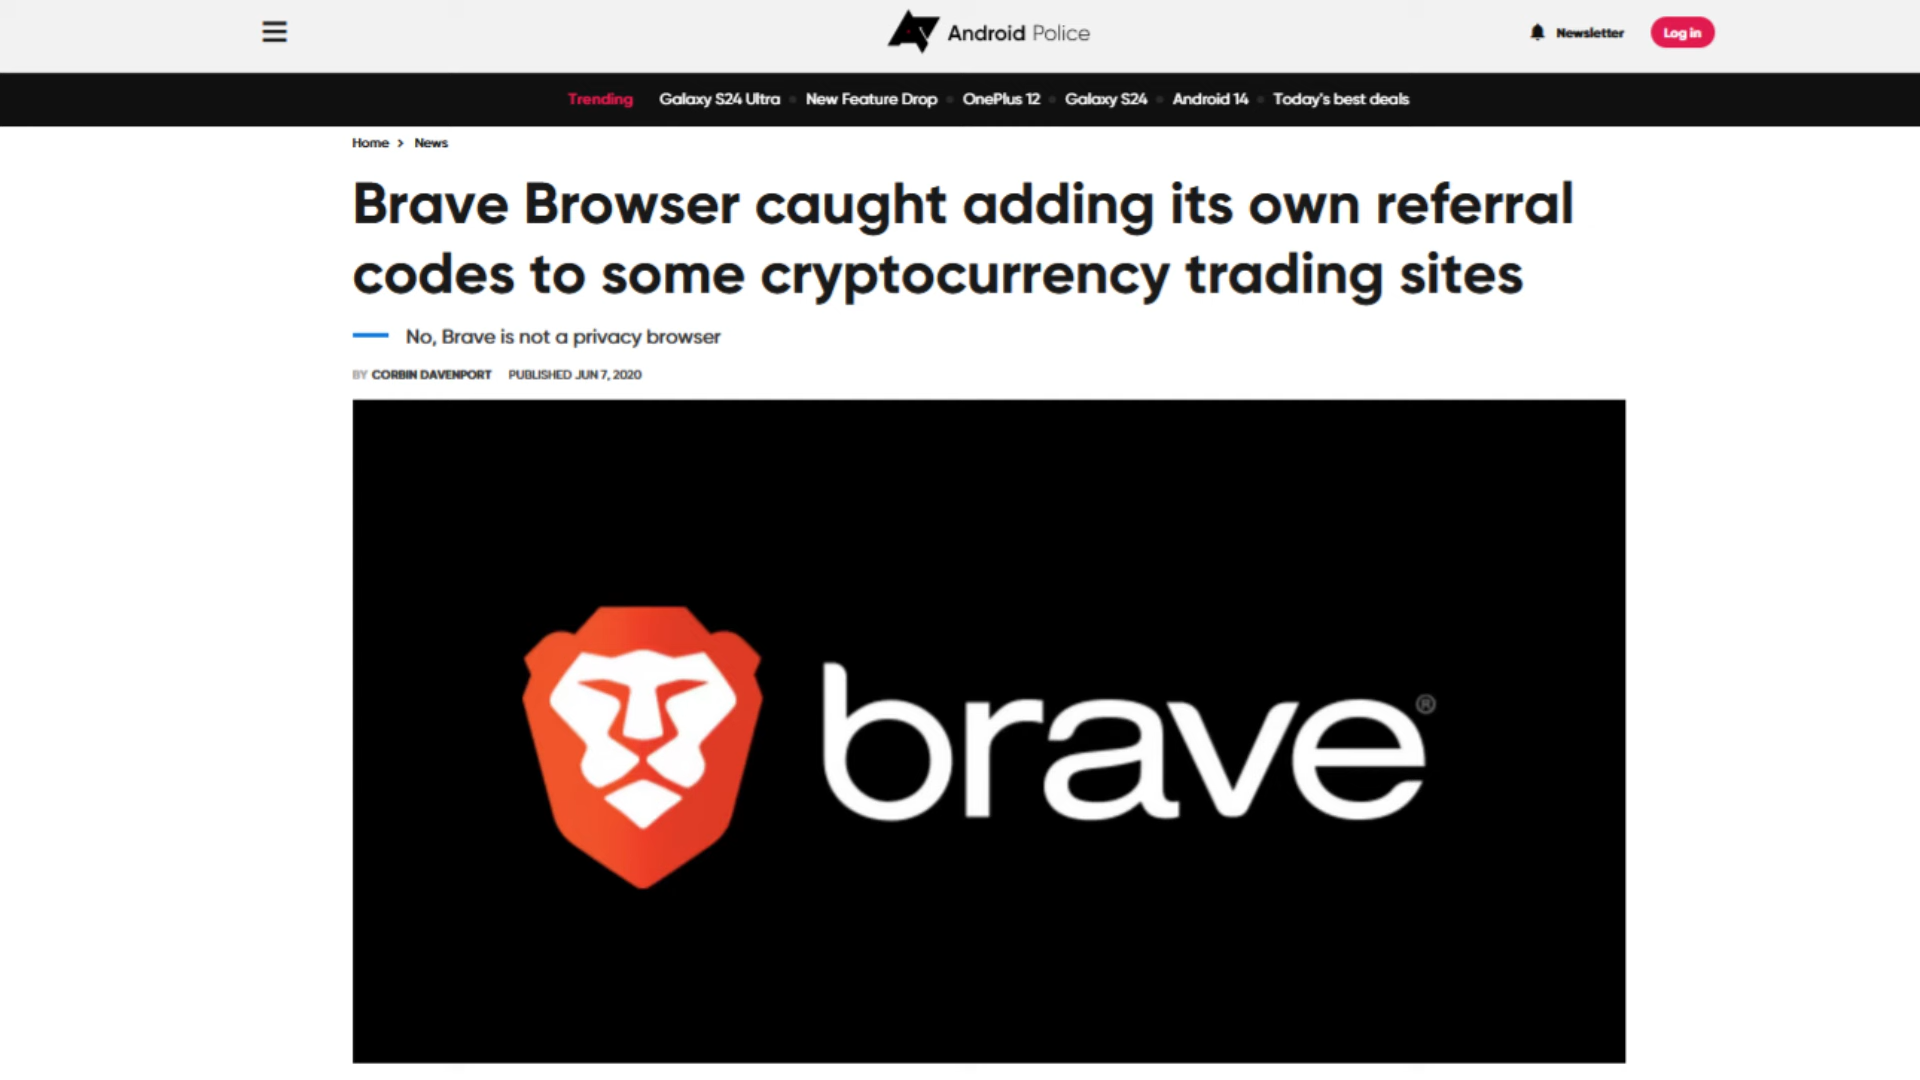 Android Police
Newsletter
Log in
Trending Galaxy S24 Ultra New Feature Drop OnePlus 12 Galaxy S24 Android 14 Today's best deals
Home > News
Brave Browser caught adding its own referral
codes to some cryptocurrency trading sites
No, Brave is not a privacy browser
BY CORBIN DAVENPORT PUBLISHED JUN 7, 2020
brave®